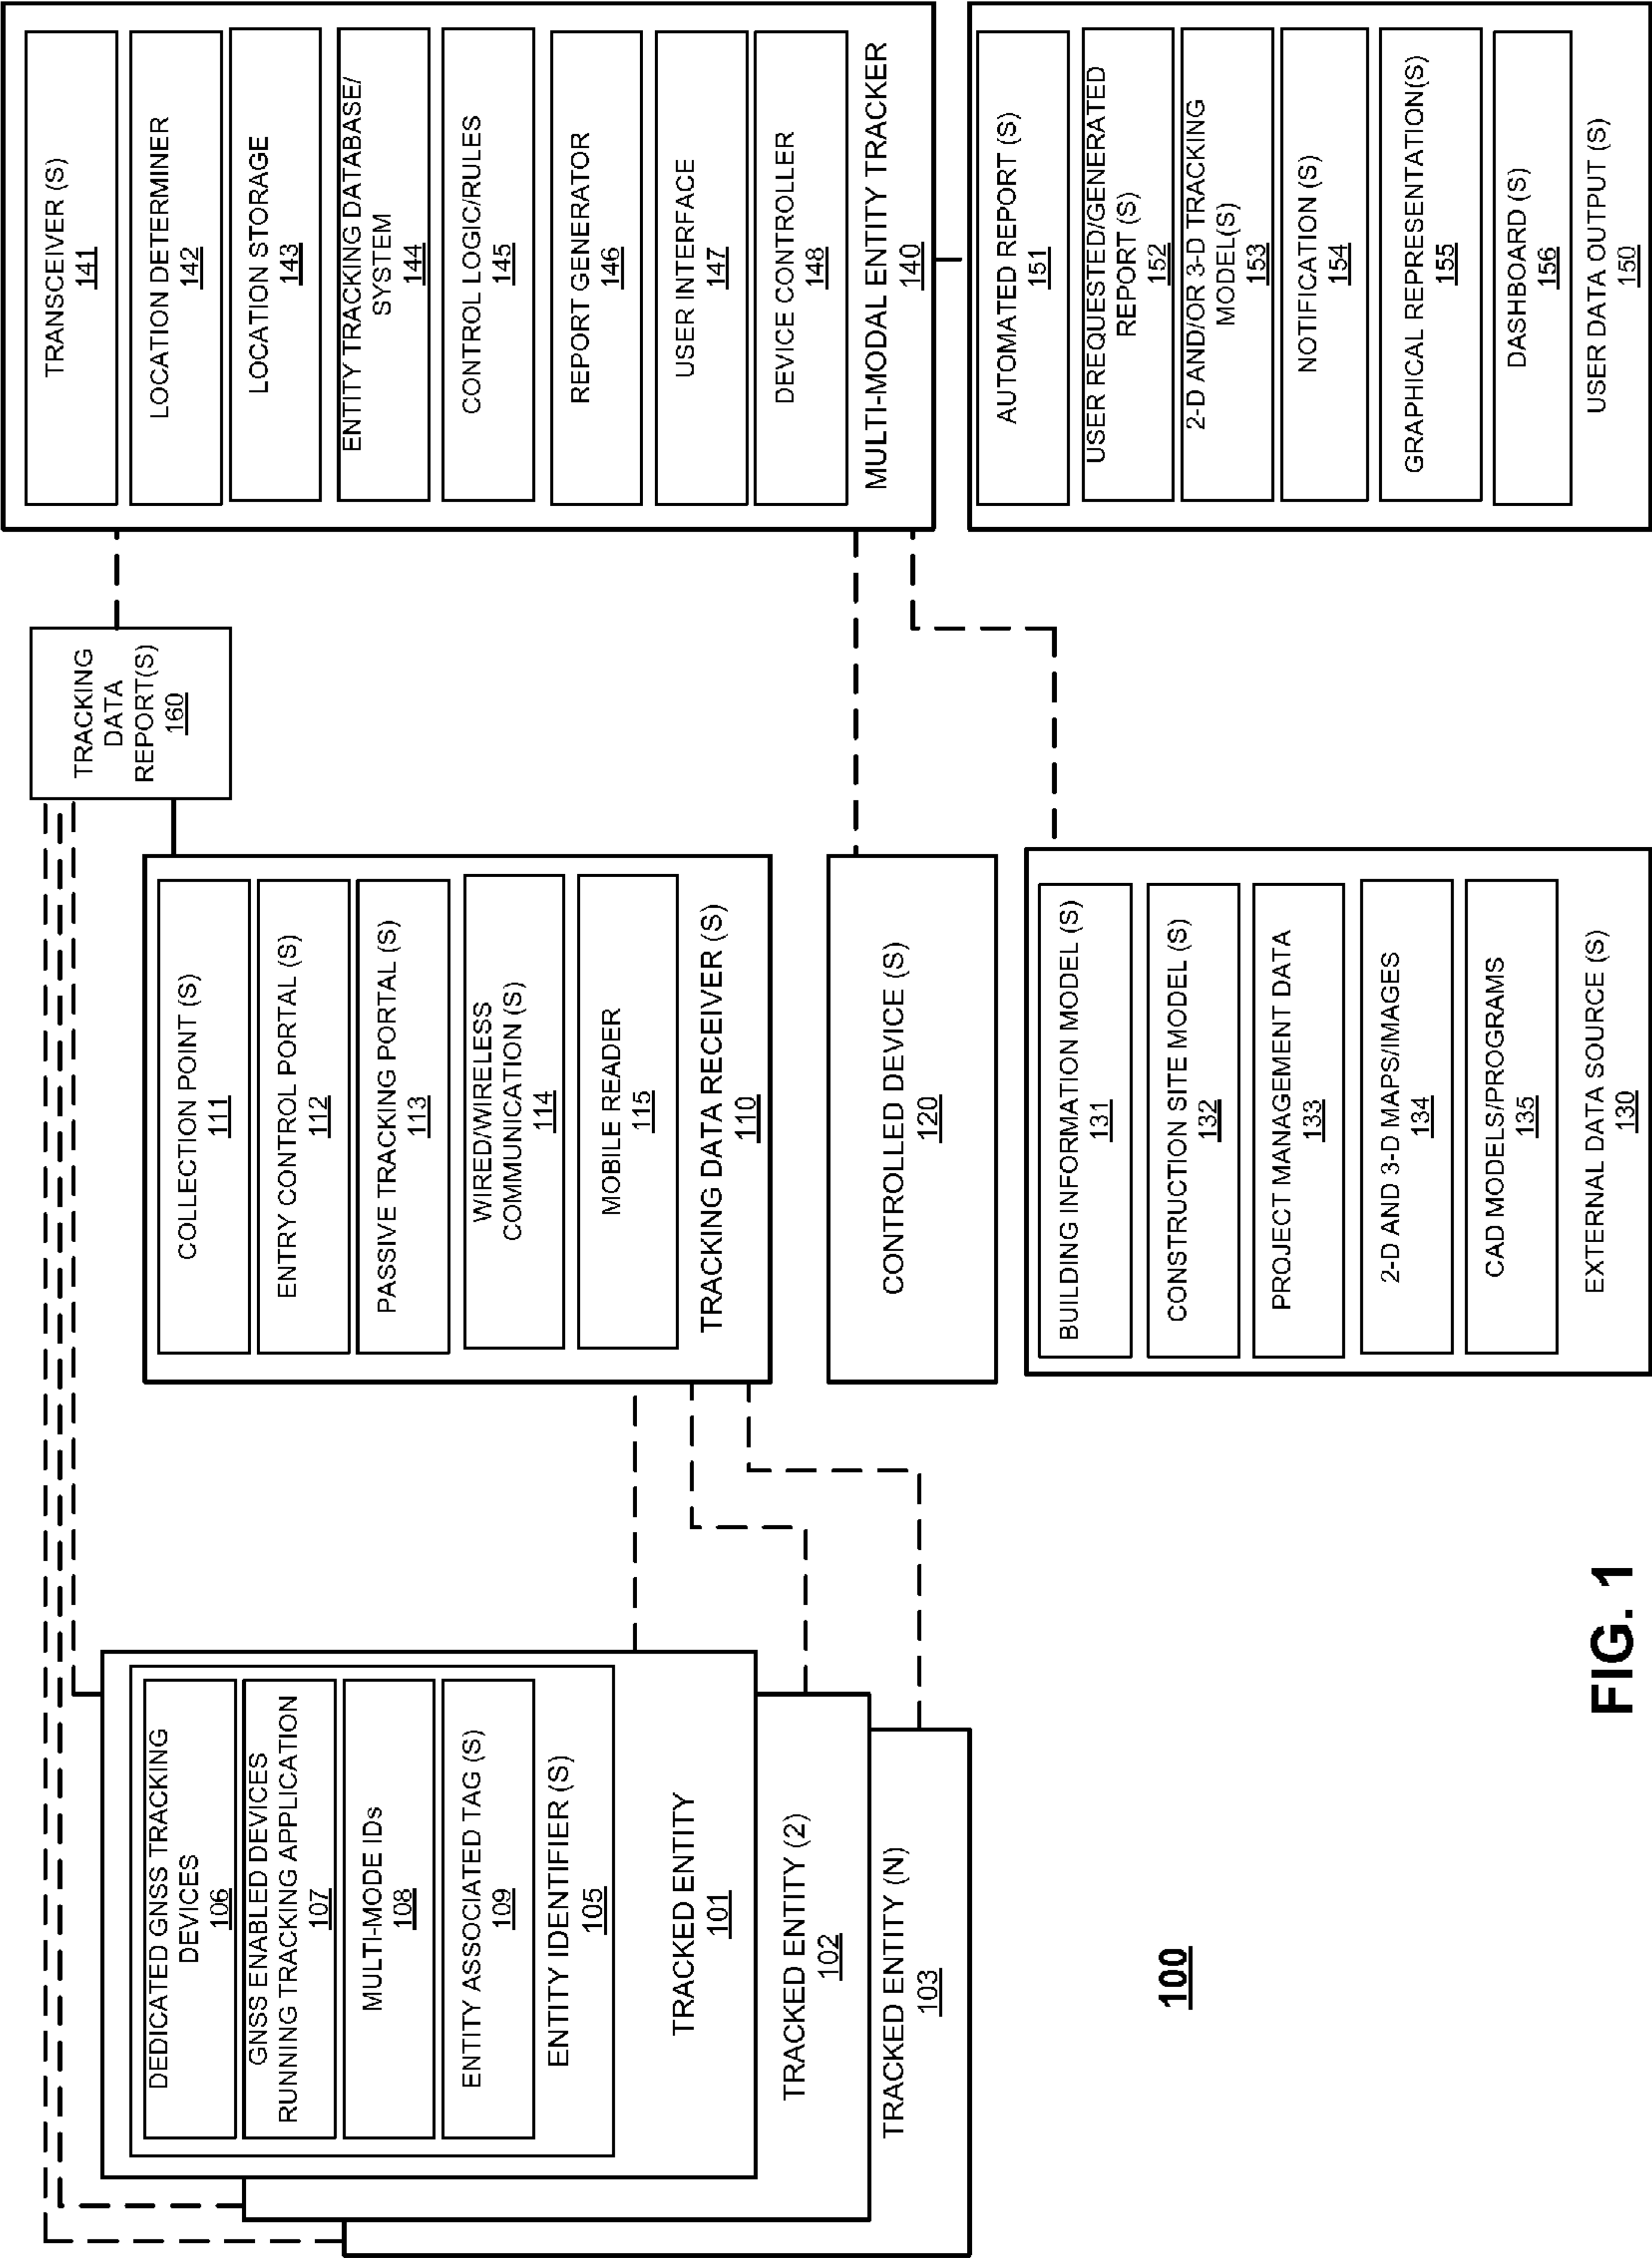 DEDICATED GNSS TRACKING
DEVICES
106
GNSS ENABLED DEVICES
RUNNING TRACKING APPLICATION
107
MULTI-MODE IDs
108
ENTITY ASSOCIATED TAG (S)
109
ENTITY IDENTIFIER (S)
105
TRACKED ENTITY
101
TRACKED ENTITY (2)
102
TRACKED ENTITY (N)
103
COLLECTION POINT (S)
111
ENTRY CONTROL PORTAL (S)
112
PASSIVE TRACKING PORTAL (S)
113
WIRED/WIRELESS
COMMUNICATION (S)
114
MOBILE READER
115
TRACKING DATA RECEIVER (S)
110
CONTROLLED DEVICE (S)
120
BUILDING INFORMATION MODEL (S)
131
CONSTRUCTION SITE MODEL (S)
132
PROJECT MANAGEMENT DATA
133
2-D AND 3-D MAPS/IMAGES
134
CAD MODELS/PROGRAMS
135
EXTERNAL DATA SOURCE (S)
130
TRACKING
DATA
REPORT(S)
160
TRANSCEIVER (S)
141
LOCATION DETERMINER
142
LOCATION STORAGE
143
ENTITY TRACKING DATABASE/
SYSTEM
144
CONTROL LOGIC/RULES
145
REPORT GENERATOR
146
USER INTERFACE
147
DEVICE CONTROLLER
148
MULTI-MODAL ENTITY TRACKER
140
AUTOMATED REPORT (S)
151
USER REQUESTED/GENERATED
REPORT (S)
152
2-D AND/OR 3-D TRACKING
MODEL(S)
153
NOTIFICATION (S)
154
GRAPHICAL REPRESENTATION(S)
155
DASHBOARD (S)
156
USER DATA OUTPUT (S)
150
100
FIG. 1